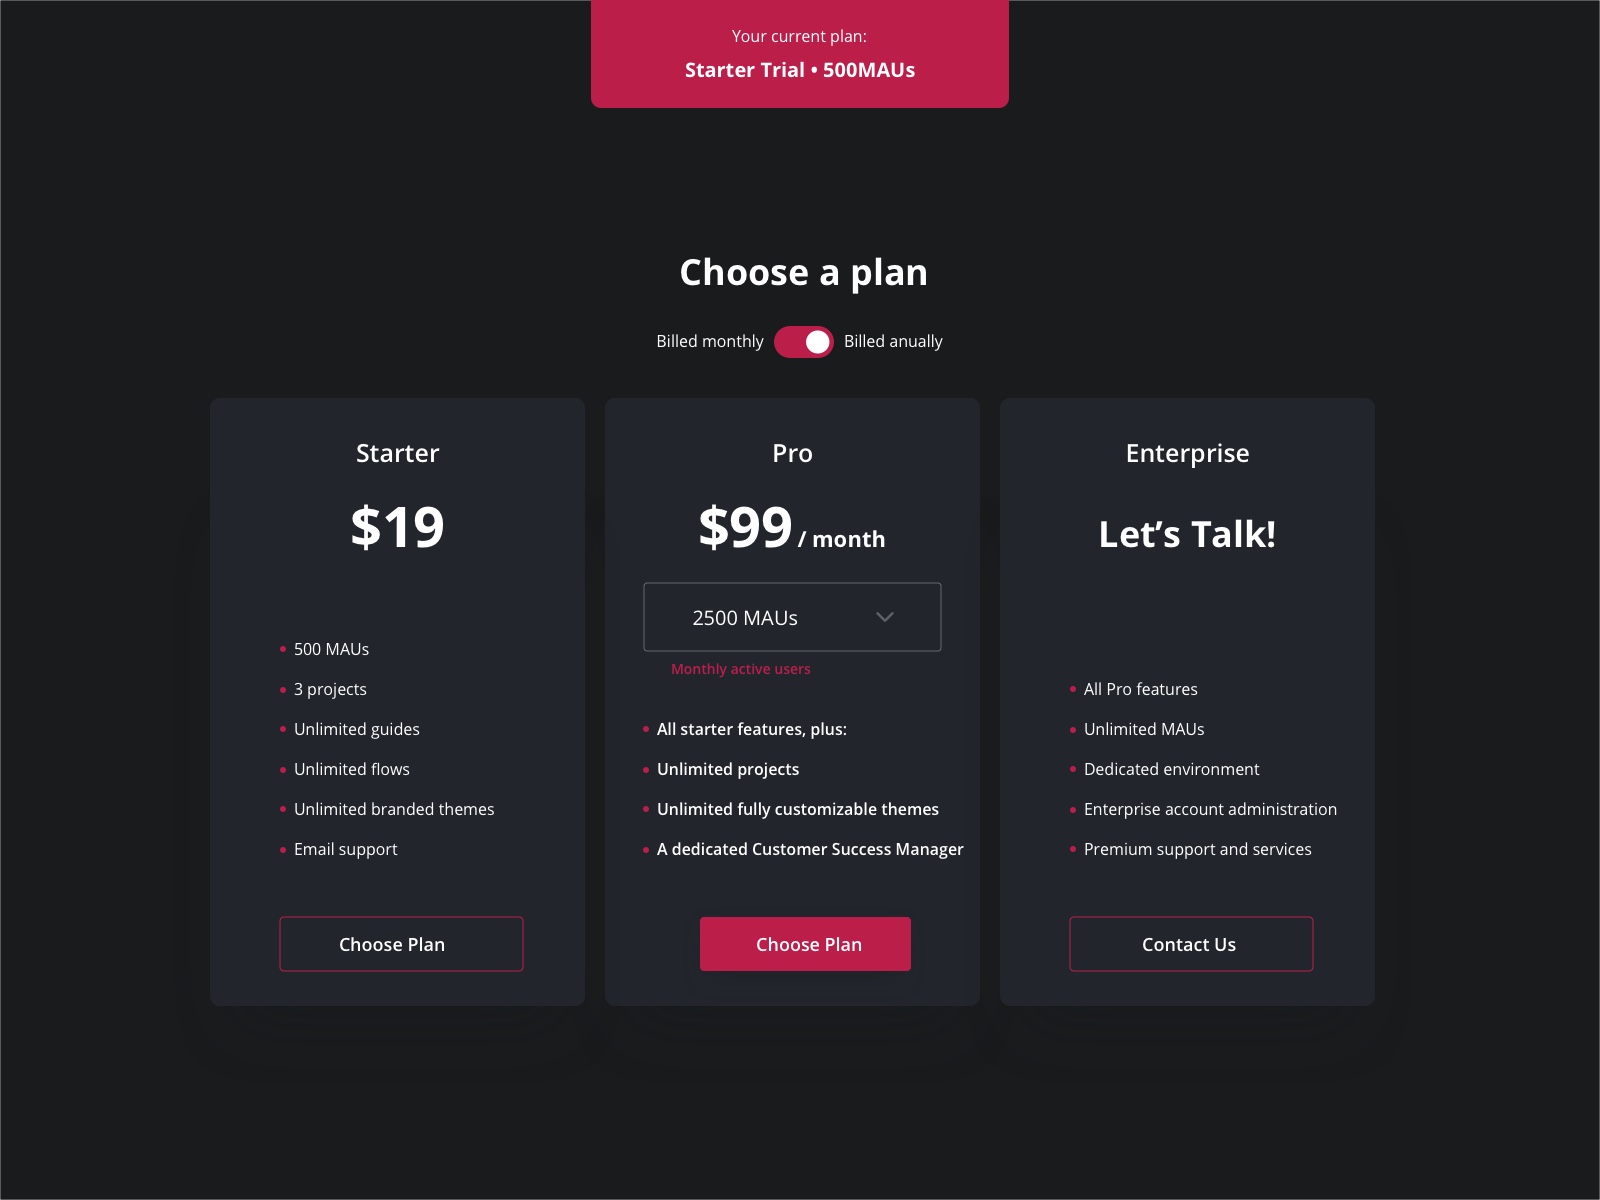 Your current plan:
Starter Trial • 500MAUs
Choose a plan
Billed monthly
Billed anually
Starter
$19
• 500 MAUs
• 3 projects
• Unlimited guides
• Unlimited flows
• Unlimited branded themes
• Email support
Choose Plan
Pro
$99 / month
2500 MAUs
Monthly active users
• All starter features, plus:
• Unlimited projects
• Unlimited fully customizable themes
• A dedicated Customer Success Manager
Choose Plan
Enterprise
Let’s Talk!
• All Pro features
• Unlimited MAUs
• Dedicated environment
• Enterprise account administration
• Premium support and services
Contact Us